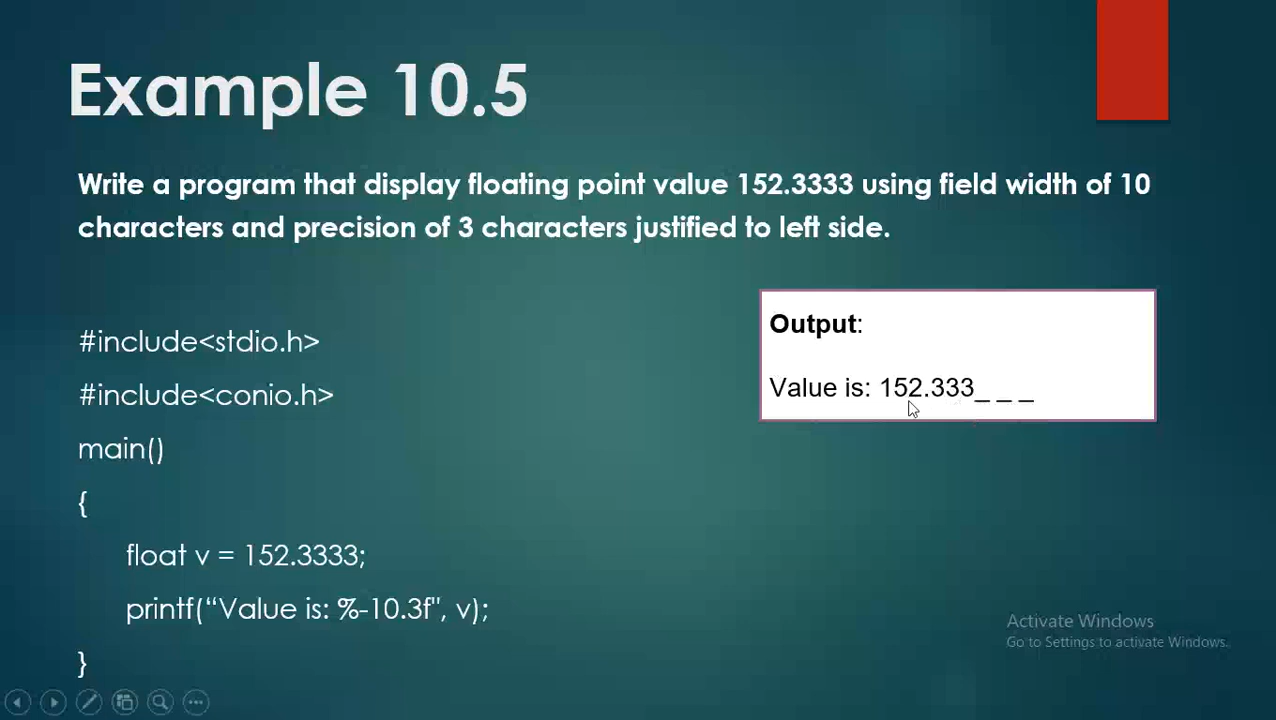 Example 10.5
Write a program that display floating point value 152.3333 using field width of 10
characters and precision of 3 characters justified to left side.
#include<stdio.h>
#include<conio.h>
main()
{
float v = 152.3333;
printf(“Value is: %-10.3f", v);
}
Output:
Value is: 152.333_ _ _
Activate Windows
Go to Settings to activate Windows.